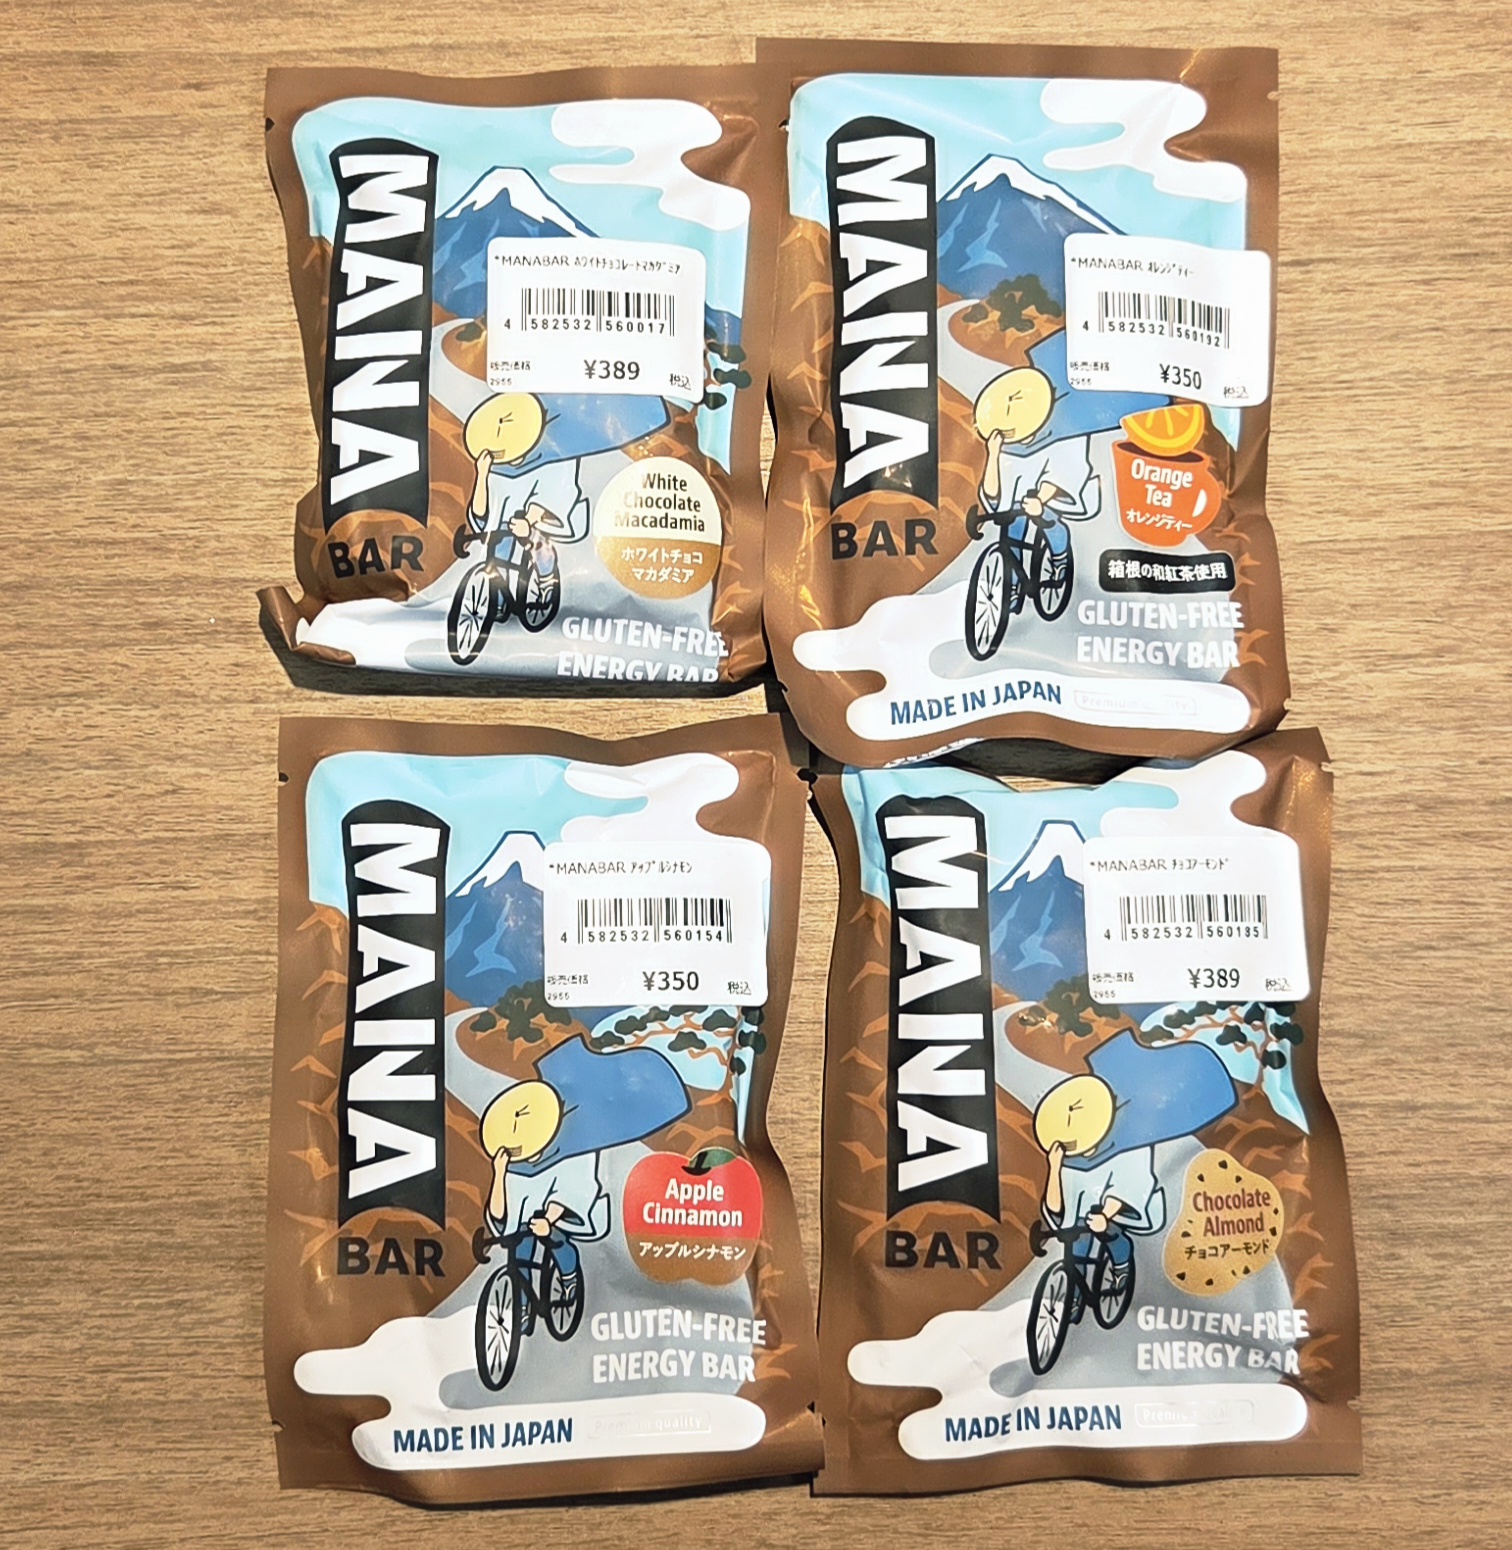 MANA
BAR
*MANABAR ホワイトチョコレートマカダミア
4 582532 560017
販売価格
2955
¥389
税込
White
Chocolate
Macadamia
ホワイトチョコ
マカダミア
GLUTEN-FREE
ENERGY BAR
MANA
BAR
*MANABAR オレンジティー
4 582532 560192
販売価格
2955
¥350
税込
Orange
Tea
オレンジティー
箱根の和紅茶使用
GLUTEN-FREE
ENERGY BAR
MADE IN JAPAN
Premium quality
MANA
BAR
*MANABAR アップルシナモン
4 582532 560154
販売価格
2955
¥350
税込
Apple
Cinnamon
アップルシナモン
GLUTEN-FREE
ENERGY BAR
MADE IN JAPAN
Premium quality
MANA
BAR
*MANABAR チョコアーモンド
4 582532 560185
販売価格
2955
¥389
税込
Chocolate
Almond
チョコアーモンド
GLUTEN-FREE
ENERGY BAR
MADE IN JAPAN